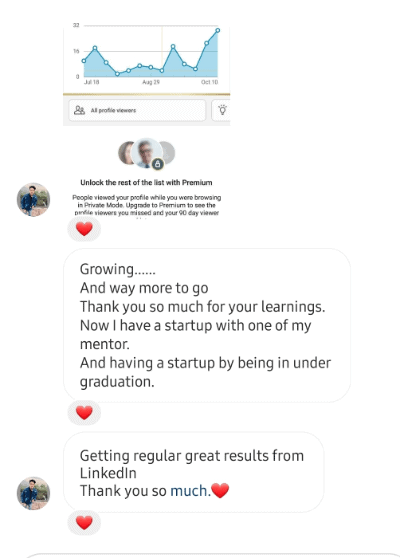 33
16
0
Jul 18 Aug 29 Oct 10
All profile viewers
Unlock the rest of the list with Premium
People viewed your profile while you were browsing
in Private Mode. Upgrade to Premium to see the
profile viewers you missed and your 90 day viewer
Growing......
And way more to go
Thank you so much for your learnings.
Now I have a startup with one of my
mentor.
And having a startup by being in under
graduation.
Getting regular great results from
LinkedIn
Thank you so much.❤️